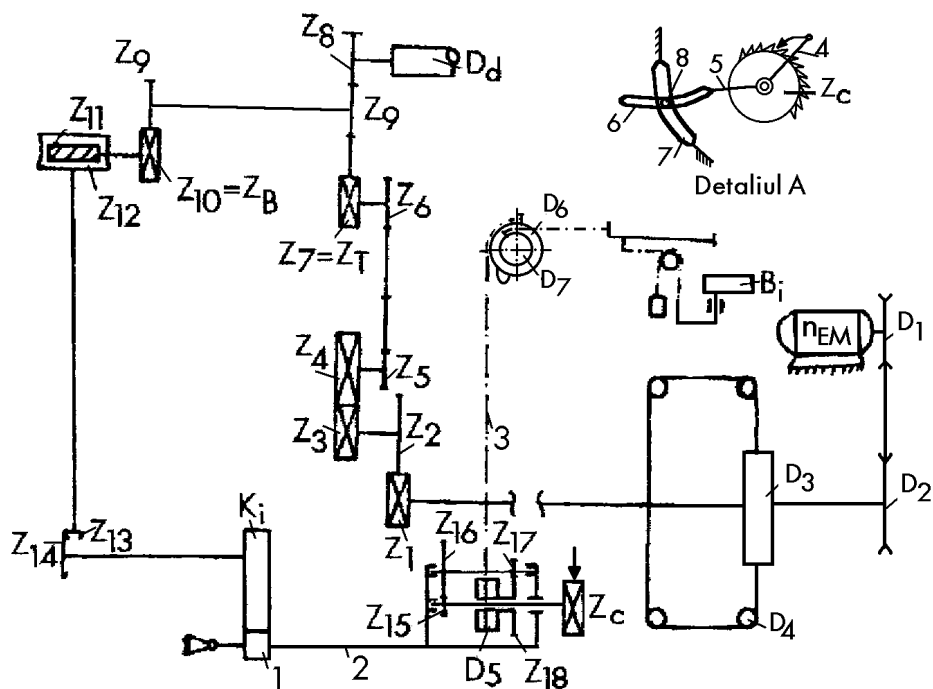 Z8
Dd
Z9
Z9
8
5
4
Zc
6
7
Detaliul A
Z11
Z12
Z10=ZB
Z6
Z7=ZT
D6
D7
Bi
nEM
D1
Z4
Z5
Z3
Z2
3
D3
D2
Ki
Z13
Z14
Z1
Z16
Z17
Z15
Zc
D4
1
2
D5
Z18